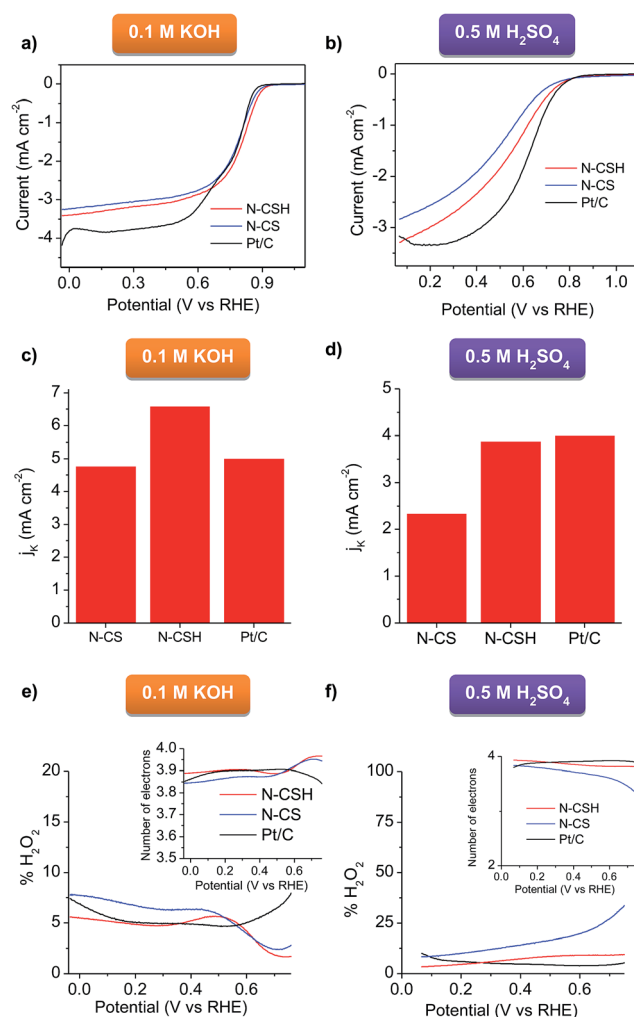 0.1 M KOH
0.5 M H2SO4
a)
b)
0
-1
-2
-3
-4
Current (mA cm-2)
N-CSH
N-CS
Pt/C
0.0 0.3 0.6 0.9
Potential (V vs RHE)
0
-1
-2
-3
Current (mA cm-2)
N-CSH
N-CS
Pt/C
0.2 0.4 0.6 0.8 1.0
Potential (V vs RHE)
0.1 M KOH
0.5 M H2SO4
c)
d)
7
6
5
4
3
2
1
0
jK (mA cm-2)
N-CS N-CSH Pt/C
5
4
3
2
1
0
jK (mA cm-2)
N-CS N-CSH Pt/C
e)
0.1 M KOH
f)
0.5 M H2SO4
20
15
10
5
0
% H2O2
0.0 0.2 0.4 0.6
Potential (V vs RHE)
4.0
3.9
3.8
3.7
3.6
3.5
Number of electrons
N-CSH
N-CS
Pt/C
0.0 0.2 0.4 0.6
Potential (V vs RHE)
100
75
50
25
0
% H2O2
0.0 0.2 0.4 0.6
Potential (V vs RHE)
4
2
Number of electrons
N-CSH
N-CS
Pt/C
0.0 0.2 0.4 0.6
Potential (V vs RHE)